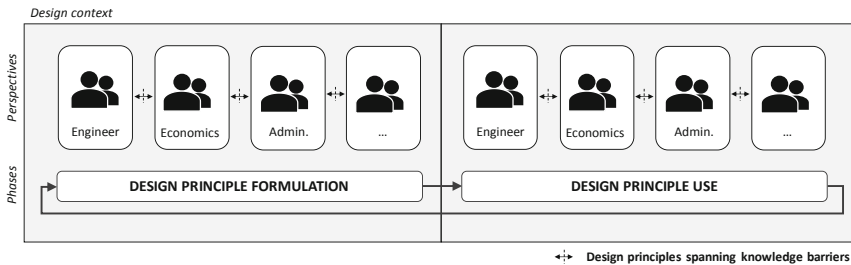 Design context
Perspectives
Engineer
Economics
Admin.
...
Engineer
Economics
Admin.
...
Phases
DESIGN PRINCIPLE FORMULATION
DESIGN PRINCIPLE USE
Design principles spanning knowledge barriers